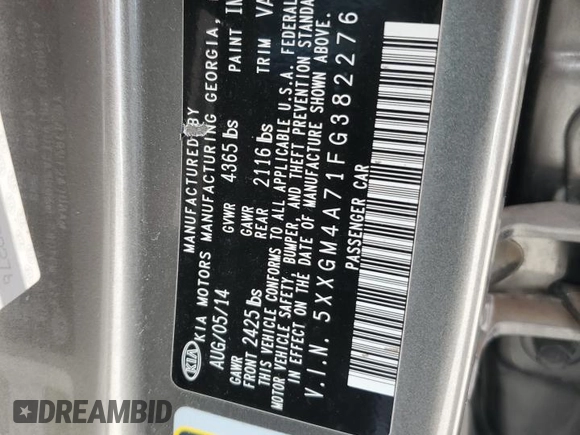 MANUFACTURED BY
KIA KIA MOTORS MANUFACTURING GEORGIA,
AUG/05/14 GVWR 4365 lbs PAINT
GAWR FRONT 2425 lbs GAWR REAR 2116 lbs TRIM
THIS VEHICLE CONFORMS TO ALL APPLICABLE U.S.A. FEDERAL
MOTOR VEHICLE SAFETY, BUMPER, AND THEFT PREVENTION STANDA
IN EFFECT ON THE DATE OF MANUFACTURE SHOWN ABOVE.
V.I.N. 5XXGM4A71FG382276
PASSENGER CAR
DREAMBID